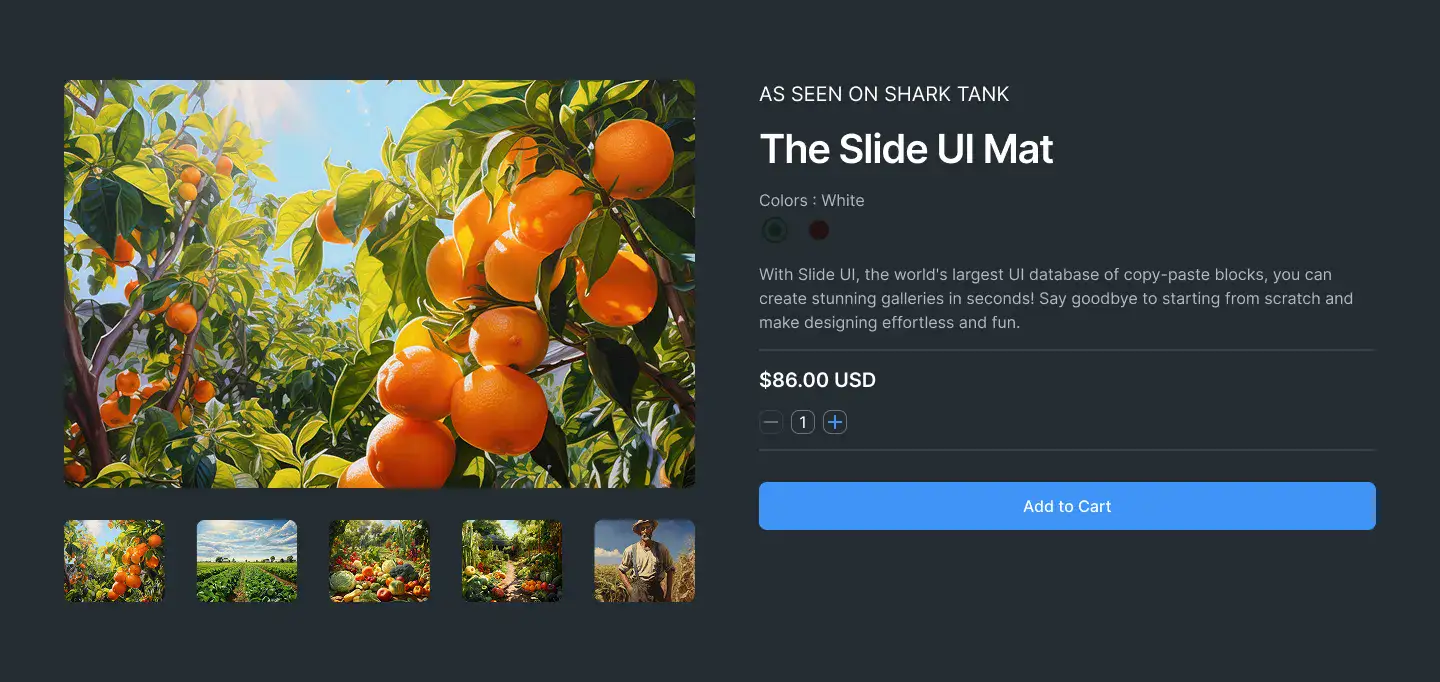 AS SEEN ON SHARK TANK
The Slide UI Mat
Colors : White
With Slide UI, the world's largest UI database of copy-paste blocks, you can
create stunning galleries in seconds! Say goodbye to starting from scratch and
make designing effortless and fun.
$86.00 USD
1
Add to Cart